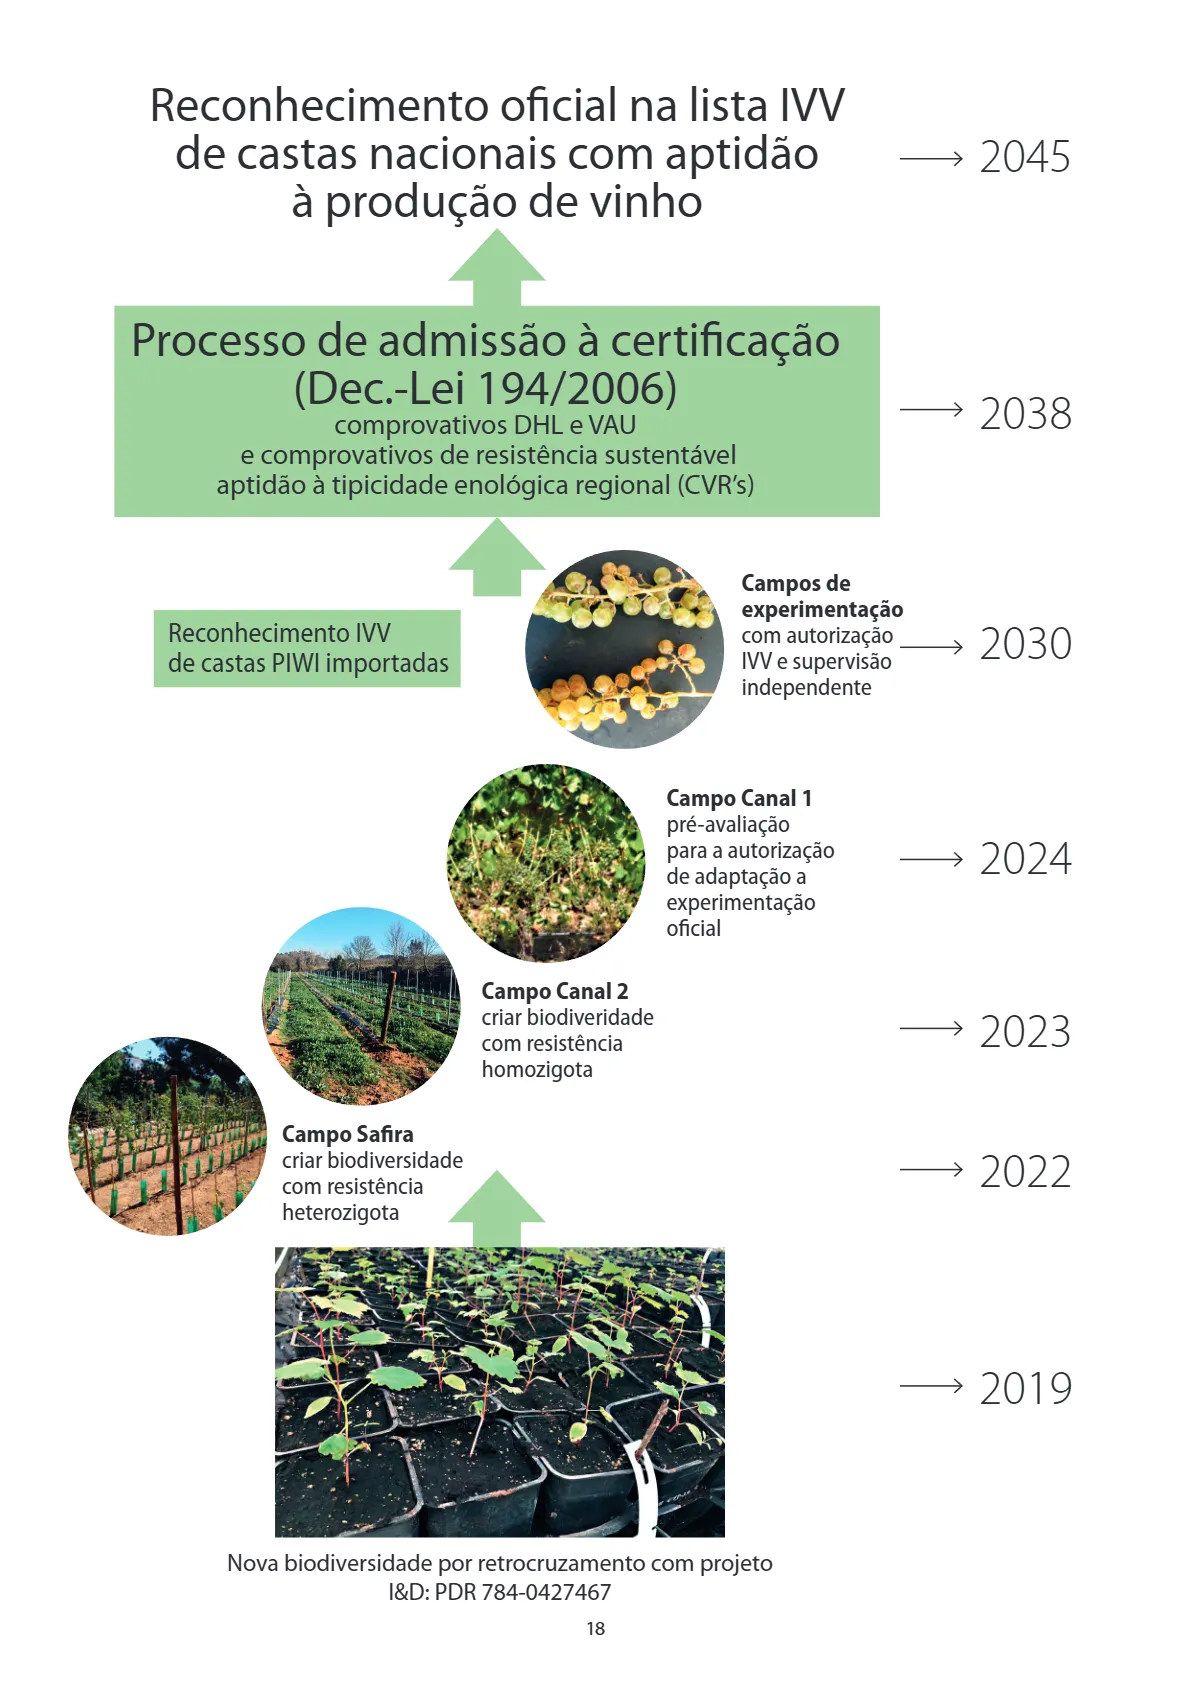 Reconhecimento oficial na lista IVV
de castas nacionais com aptidão
à produção de vinho
2045
Processo de admissão à certificação
(Dec.-Lei 194/2006)
comprovativos DHL e VAU
e comprovativos de resistência sustentável
aptidão à tipicidade enológica regional (CVR’s)
2038
Reconhecimento IVV
de castas PIWI importadas
Campos de
experimentação
com autorização
IVV e supervisão
independente
2030
Campo Canal 1
pré-avaliação
para a autorização
de adaptação a
experimentação
oficial
2024
Campo Canal 2
criar biodiveridade
com resistência
homozigota
2023
Campo Safira
criar biodiversidade
com resistência
heterozigota
2022
2019
Nova biodiversidade por retrocruzamento com projeto
I&D: PDR 784-0427467
18